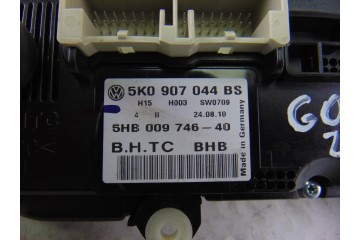 5K0 907 044 BS
H15 H003 SW0709
4 B 24.08.10
5HB 009 746-40
B.H.TC BHB
Made in Germany
GO